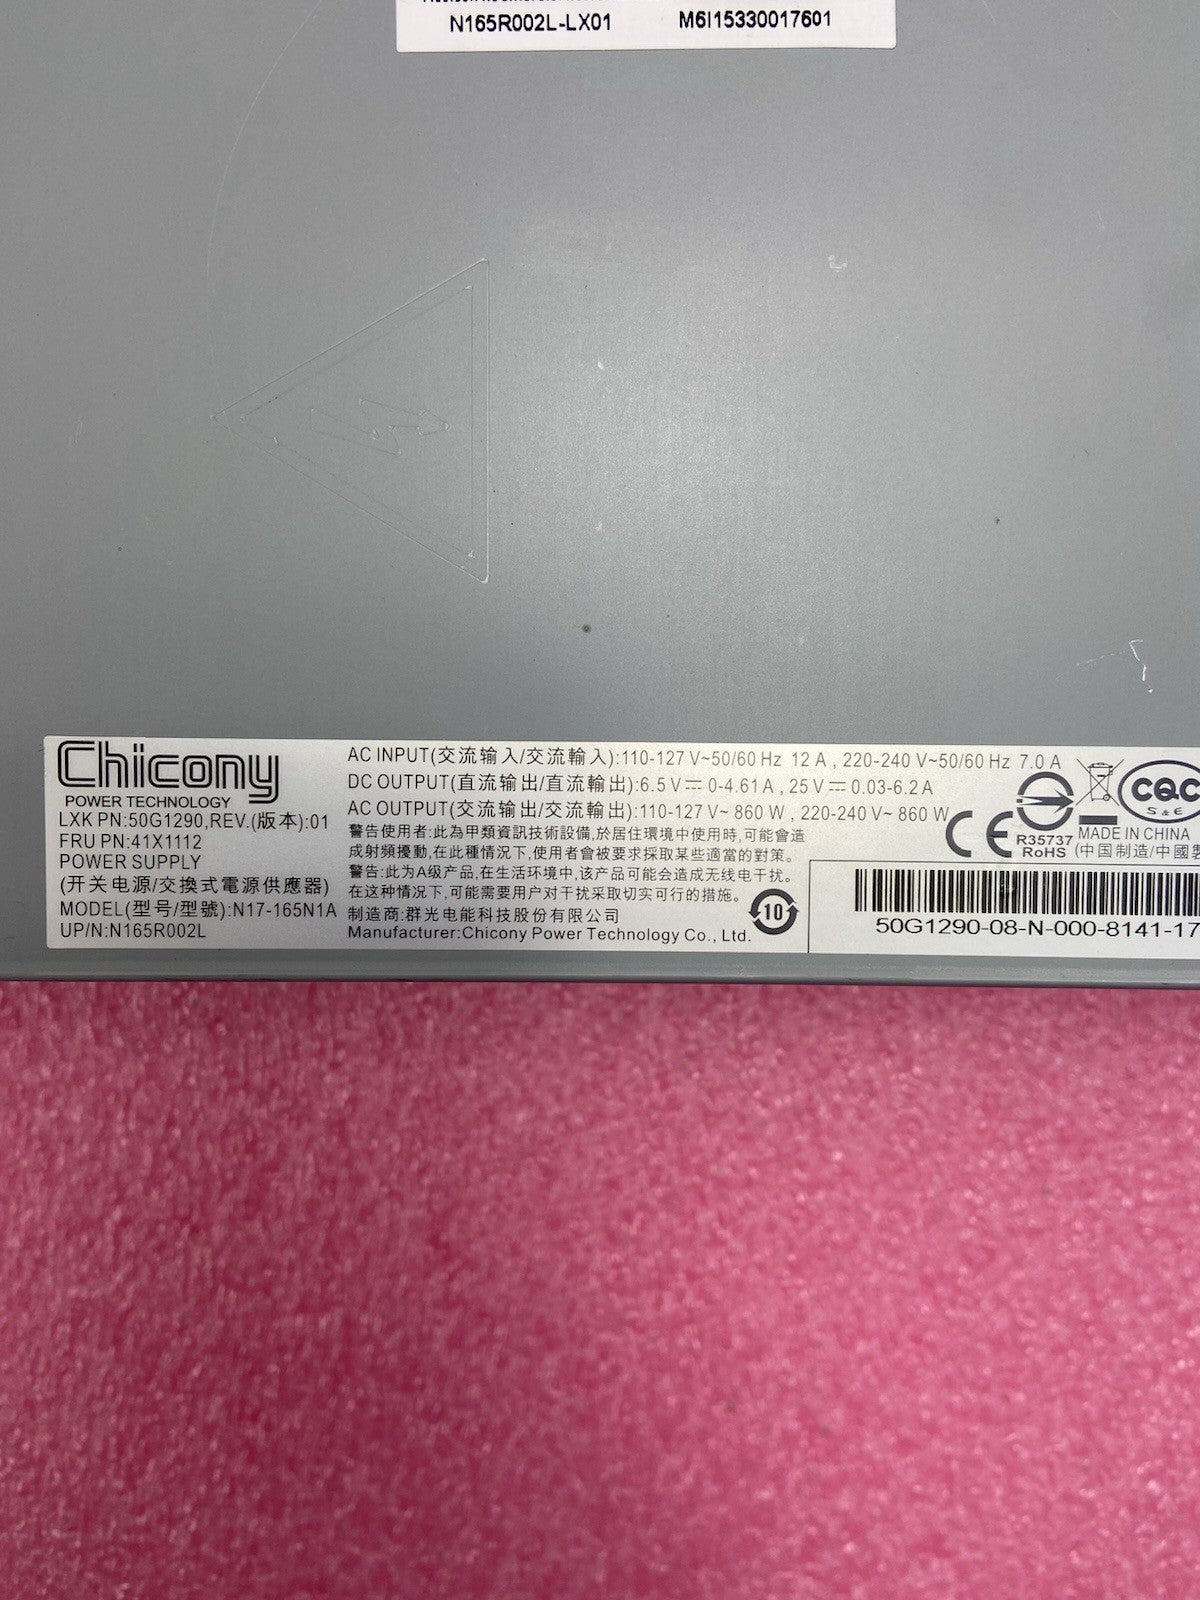 N165R002L-LX01 M6I15330017601
Chicony
POWER TECHNOLOGY
LXK PN:50G1290,REV.(版本):01
FRU PN:41X1112
POWER SUPPLY
(开关电源/交換式電源供應器)
MODEL(型号/型號):N17-165N1A
UP/N:N165R002L
AC INPUT(交流输入/交流輸入):110-127 V~50/60 Hz 12 A , 220-240 V~50/60 Hz 7.0 A
DC OUTPUT(直流输出/直流輸出):6.5 V⎓ 0-4.61A , 25 V⎓ 0.03-6.2 A
AC OUTPUT(交流输出/交流輸出):110-127 V~ 860 W , 220-240 V~ 860 W
警告使用者:此為甲類資訊技術設備,於居住環境中使用時,可能會造
成射頻擾動,在此種情況下,使用者會被要求採取某些適當的對策。
警告:此为A级产品,在生活环境中,该产品可能会造成无线电干扰。
在这种情况下,可能需要用户对干扰采取切实可行的措施。
制造商:群光电能科技股份有限公司
Manufacturer:Chicony Power Technology Co., Ltd.
10
CE
R35737
RoHS
CQC
S & E
MADE IN CHINA
(中国制造/中國製
50G1290-08-N-000-8141-17